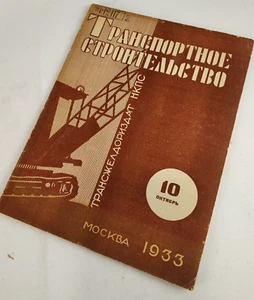 ТРАНСПОРТНОЕ
СТРОИТЕЛЬСТВО
ТРАНСЖЕЛДОРИЗДАТ НКПС
10
ОКТЯБРЬ
МОСКВА 1933